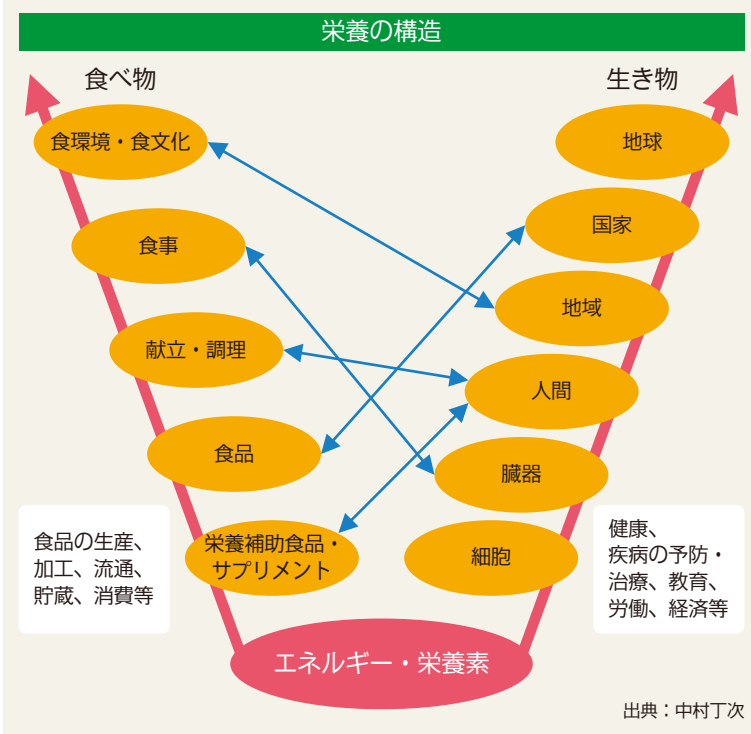 栄養の構造
食べ物
生き物
食環境・食文化
食事
献立・調理
食品
栄養補助食品・
サプリメント
地球
国家
地域
人間
臓器
細胞
食品の生産、
加工、流通、
貯蔵、消費等
健康、
疾病の予防・
治療、教育、
労働、経済等
エネルギー・栄養素
出典：中村丁次